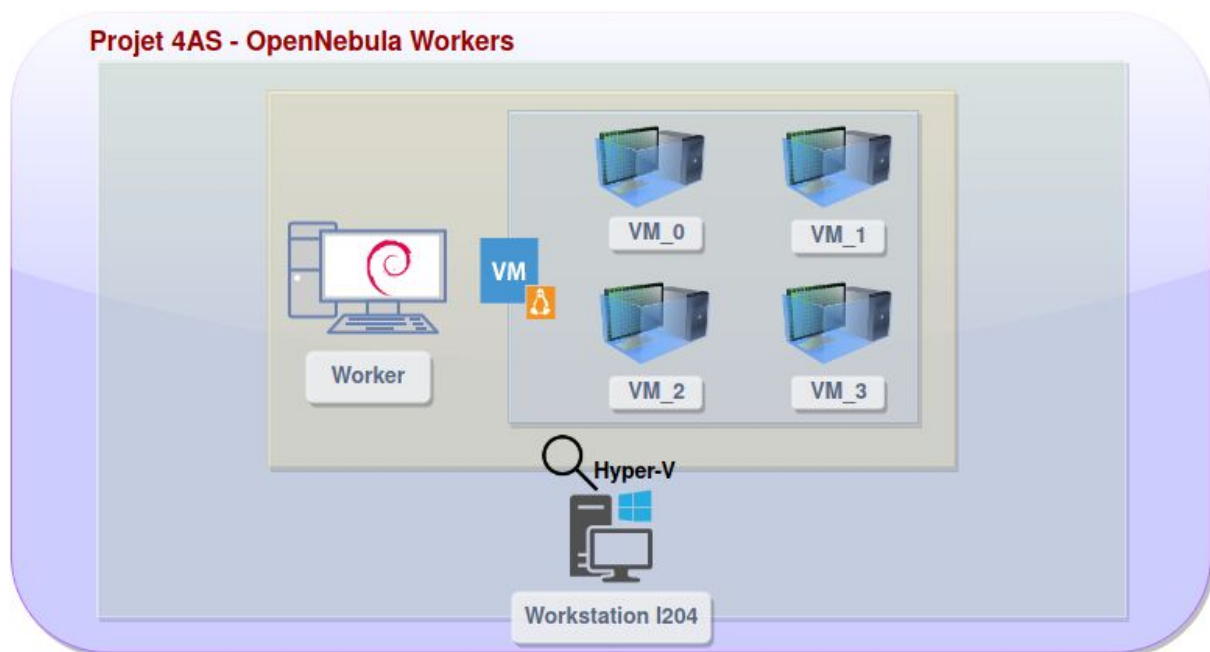 Projet 4AS - OpenNebula Workers
VM_0
VM_1
VM
Worker
VM_2
VM_3
Hyper-V
Workstation I204